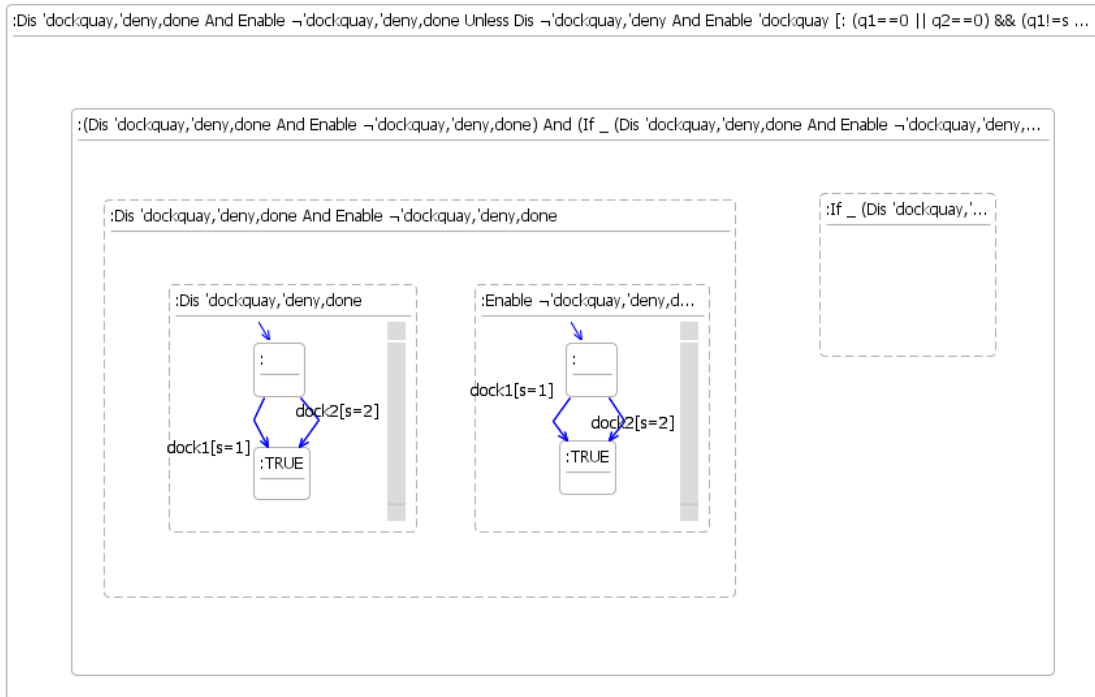 :Dis 'dockquay,'deny,done And Enable ¬'dockquay,'deny,done Unless Dis ¬'deny And Enable 'dockquay [: (q1==0 || q2==0) && (q1!=s ...
:(Dis 'dockquay,'deny,done And Enable ¬'dockquay,'deny,done) And (If _ (Dis 'dockquay,'deny,done And Enable ¬'dockquay,'deny,...
:Dis 'dockquay,'deny,done And Enable ¬'dockquay,'deny,done
:If _ (Dis 'dockquay,'...
:Dis 'dockquay,'deny,done
:Enable ¬'dockquay,'deny,d...
:
:
dock1[s=1]
dock2[s=2]
dock2[s=2]
dock1[s=1]
:TRUE
:TRUE